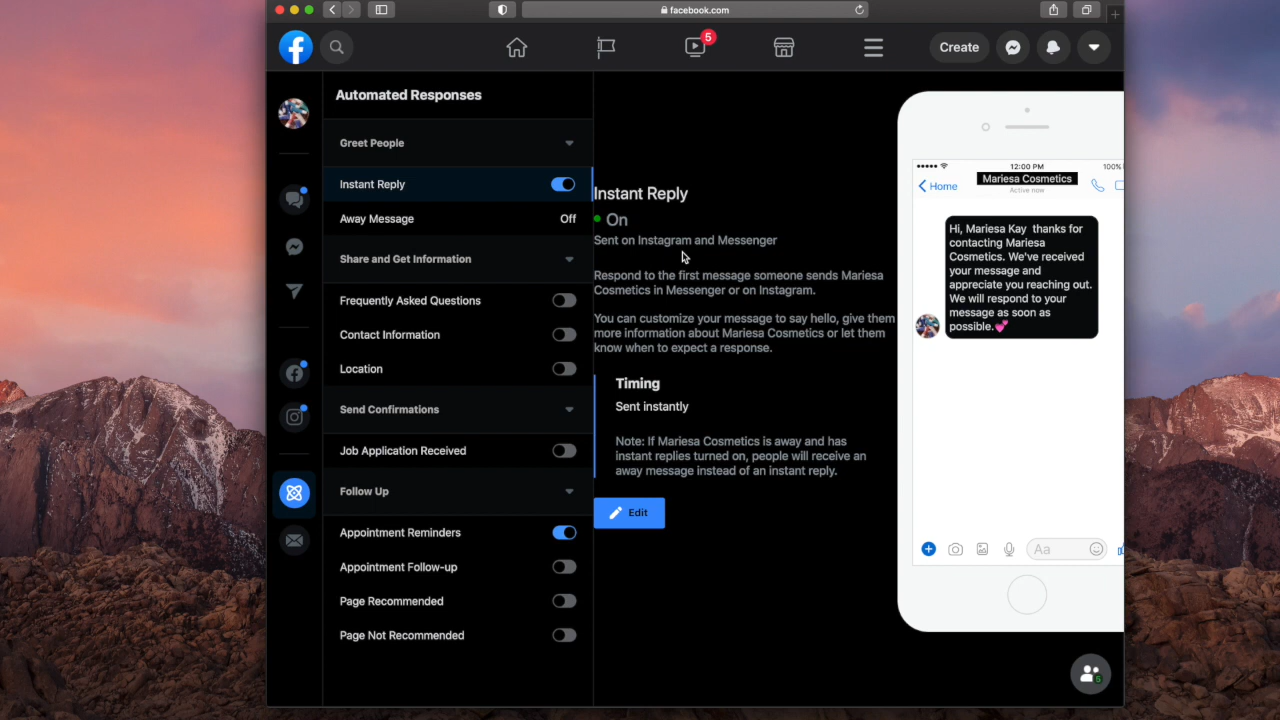 facebook.com
5
Create
Automated Responses
Greet People
Instant Reply
Away Message Off
Share and Get Information
Frequently Asked Questions
Contact Information
Location
Send Confirmations
Job Application Received
Follow Up
Appointment Reminders
Appointment Follow-up
Page Recommended
Page Not Recommended
Instant Reply
On
Sent on Instagram and Messenger
Respond to the first message someone sends Mariesa
Cosmetics in Messenger or on Instagram.
You can customize your message to say hello, give them
more information about Mariesa Cosmetics or let them
know when to expect a response.
Timing
Sent instantly
Note: If Mariesa Cosmetics is away and has
instant replies turned on, people will receive an
away message instead of an instant reply.
Edit
12:00 PM 100%
Home
Mariesa Cosmetics
Active now
Hi, Mariesa Kay thanks for
contacting Mariesa
Cosmetics. We've received
your message and
appreciate you reaching out.
We will respond to your
message as soon as
possible.💕
Aa
5